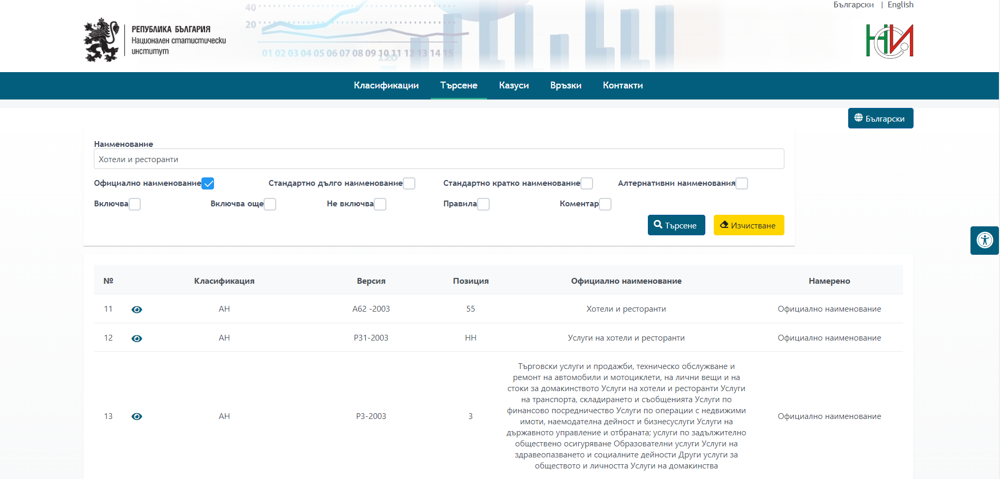 Български | English
40
20
01 02 03 04 05 06 07 08 09 10 11 12 13 14 15
120
РЕПУБЛИКА БЪЛГАРИЯ
Национален статистически
институт
НСИ
Класификации Търсене Казуси Връзки Контакти
Български
Наименование
Хотели и ресторанти
Официално наименование Стандартно дълго наименование Стандартно кратко наименование Алтернативни наименования
Включва Включва още Не включва Правила Коментар
Търсене Изчистване
№ Класификация Версия Позиция Официално наименование Намерено
11 АН А62 -2003 55 Хотели и ресторанти Официално наименование
12 АН Р31-2003 НН Услуги на хотели и ресторанти Официално наименование
13 АН Р3-2003 3 Търговски услуги и продажби, техническо обслужване и
ремонт на автомобили и мотоциклети, на лични вещи и на
стоки за домакинството Услуги на хотели и ресторанти Услуги
на транспорта, складирането и съобщенията Услуги по
финансово посредничество Услуги по операции с недвижими
имоти, наемодателна дейност и бизнесуслуги Услуги на
държавното управление и отбраната; услуги по задължително
обществено осигуряване Образователни услуги Услуги на
здравеопазването и социалните дейности Други услуги за
обществото и личността Услуги на домакинства
Официално наименование